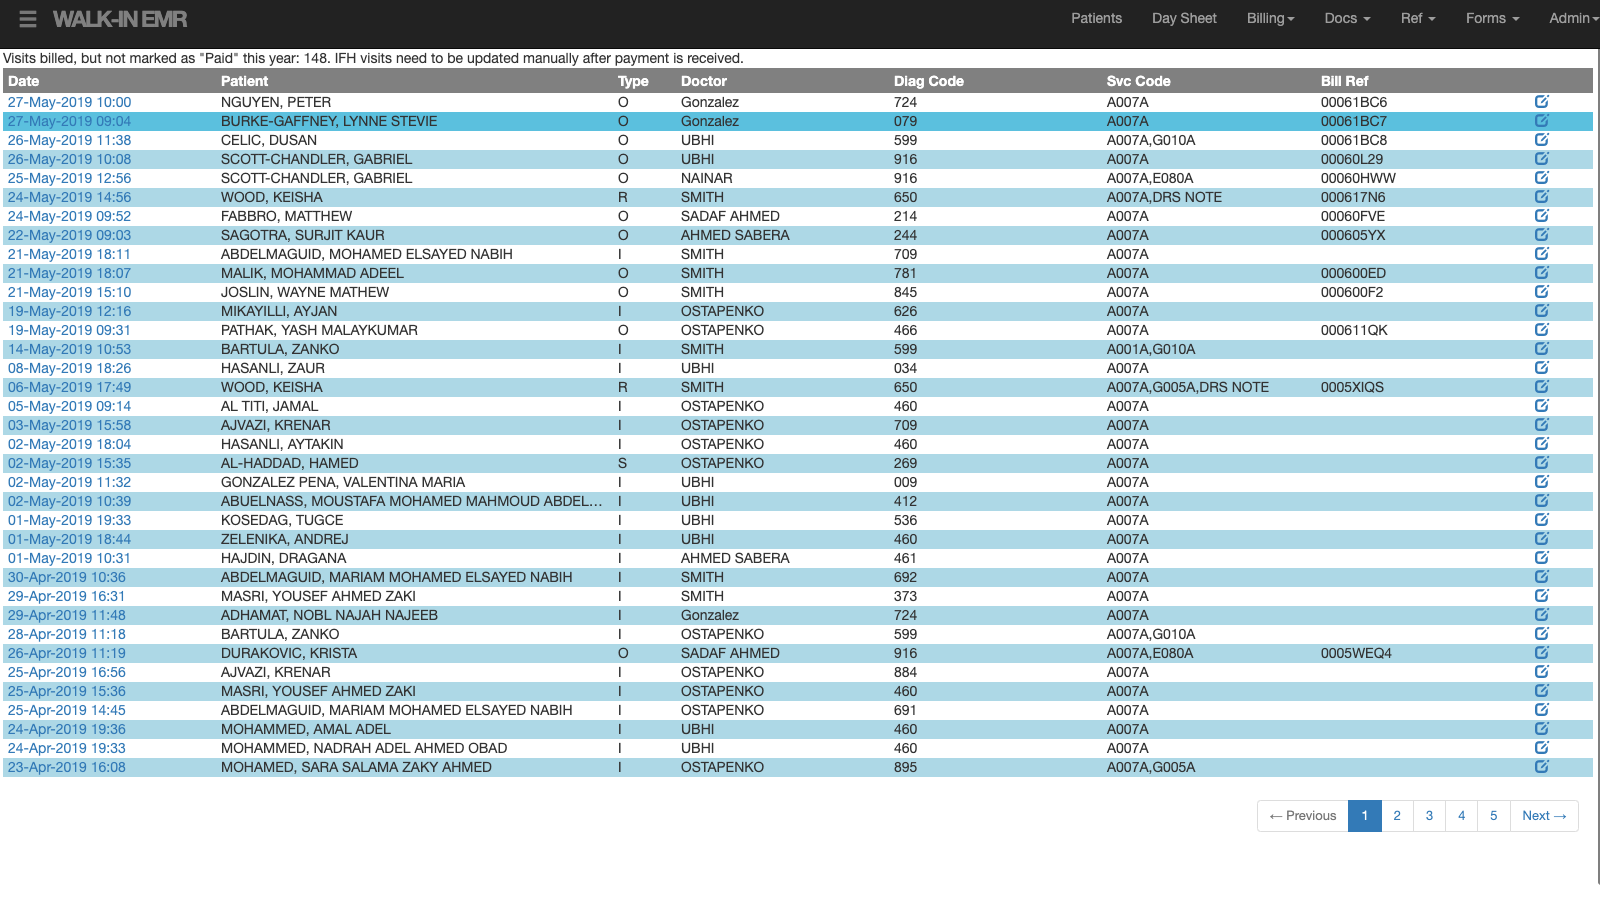 ☰ WALK-IN EMR Patients Day Sheet Billing Docs Ref Forms Admin
Visits billed, but not marked as "Paid" this year: 148. IFH visits need to be updated manually after payment is received.
Date Patient Type Doctor Diag Code Svc Code Bill Ref
27-May-2019 10:00 NGUYEN, PETER O Gonzalez 724 A007A 00061BC6
27-May-2019 09:04 BURKE-GAFFNEY, LYNNE STEVIE O Gonzalez 079 A007A 00061BC7
26-May-2019 11:38 CELIC, DUSAN O UBHI 599 A007A,G010A 00061BC8
26-May-2019 10:08 SCOTT-CHANDLER, GABRIEL O UBHI 916 A007A 00060L29
25-May-2019 12:56 SCOTT-CHANDLER, GABRIEL O NAINAR 916 A007A,E080A 00060HWW
24-May-2019 14:56 WOOD, KEISHA R SMITH 650 A007A,DRS NOTE 000617N6
24-May-2019 09:52 FABBRO, MATTHEW O SADAF AHMED 214 A007A 00060FVE
22-May-2019 09:03 SAGOTRA, SURJIT KAUR O AHMED SABERA 244 A007A 000605YX
21-May-2019 18:11 ABDELMAGUID, MOHAMED ELSAYED NABIH I SMITH 709 A007A
21-May-2019 18:07 MALIK, MOHAMMAD ADEEL O SMITH 781 A007A 000600ED
21-May-2019 15:10 JOSLIN, WAYNE MATHEW O SMITH 845 A007A 000600F2
19-May-2019 12:16 MIKAYILLI, AYJAN I OSTAPENKO 626 A007A
19-May-2019 09:31 PATHAK, YASH MALAYKUMAR O OSTAPENKO 466 A007A 000611QK
14-May-2019 10:53 BARTULA, ZANKO I SMITH 599 A001A,G010A
08-May-2019 18:26 HASANLI, ZAUR I UBHI 034 A007A
06-May-2019 17:49 WOOD, KEISHA R SMITH 650 A007A,G005A,DRS NOTE 0005XIQS
05-May-2019 09:14 AL TITI, JAMAL I OSTAPENKO 460 A007A
03-May-2019 15:58 AJVAZI, KRENAR I OSTAPENKO 709 A007A
02-May-2019 18:04 HASANLI, AYTAKIN I OSTAPENKO 460 A007A
02-May-2019 15:35 AL-HADDAD, HAMED S OSTAPENKO 269 A007A
02-May-2019 11:32 GONZALEZ PENA, VALENTINA MARIA I UBHI 009 A007A
02-May-2019 10:39 ABUELNASS, MOUSTAFA MOHAMED MAHMOUD ABDEL... I UBHI 412 A007A
01-May-2019 19:33 KOSEDAG, TUGCE I UBHI 536 A007A
01-May-2019 18:44 ZELENIKA, ANDREJ I UBHI 460 A007A
01-May-2019 10:31 HAJDIN, DRAGANA I AHMED SABERA 461 A007A
30-Apr-2019 10:36 ABDELMAGUID, MARIAM MOHAMED ELSAYED NABIH I SMITH 692 A007A
29-Apr-2019 16:31 MASRI, YOUSEF AHMED ZAKI I SMITH 373 A007A
29-Apr-2019 11:48 ADHAMAT, NOBL NAJAH NAJEEB I Gonzalez 724 A007A
28-Apr-2019 11:18 BARTULA, ZANKO I OSTAPENKO 599 A007A,G010A
26-Apr-2019 11:19 DURAKOVIC, KRISTA O SADAF AHMED 916 A007A,E080A 0005WEQ4
25-Apr-2019 16:56 AJVAZI, KRENAR I OSTAPENKO 884 A007A
25-Apr-2019 15:36 MASRI, YOUSEF AHMED ZAKI I OSTAPENKO 460 A007A
25-Apr-2019 14:45 ABDELMAGUID, MARIAM MOHAMED ELSAYED NABIH I OSTAPENKO 691 A007A
24-Apr-2019 19:36 MOHAMMED, AMAL ADEL I UBHI 460 A007A
24-Apr-2019 19:33 MOHAMMED, NADRAH ADEL AHMED OBAD I UBHI 460 A007A
23-Apr-2019 16:08 MOHAMED, SARA SALAMA ZAKY AHMED I OSTAPENKO 895 A007A,G005A
← Previous 1 2 3 4 5 Next →